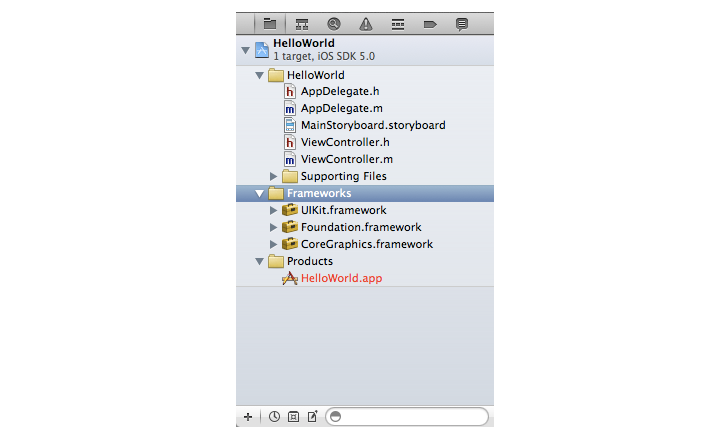 HelloWorld
1 target, iOS SDK 5.0
HelloWorld
h AppDelegate.h
m AppDelegate.m
MainStoryboard.storyboard
h ViewController.h
m ViewController.m
Supporting Files
Frameworks
UIKit.framework
Foundation.framework
CoreGraphics.framework
Products
HelloWorld.app